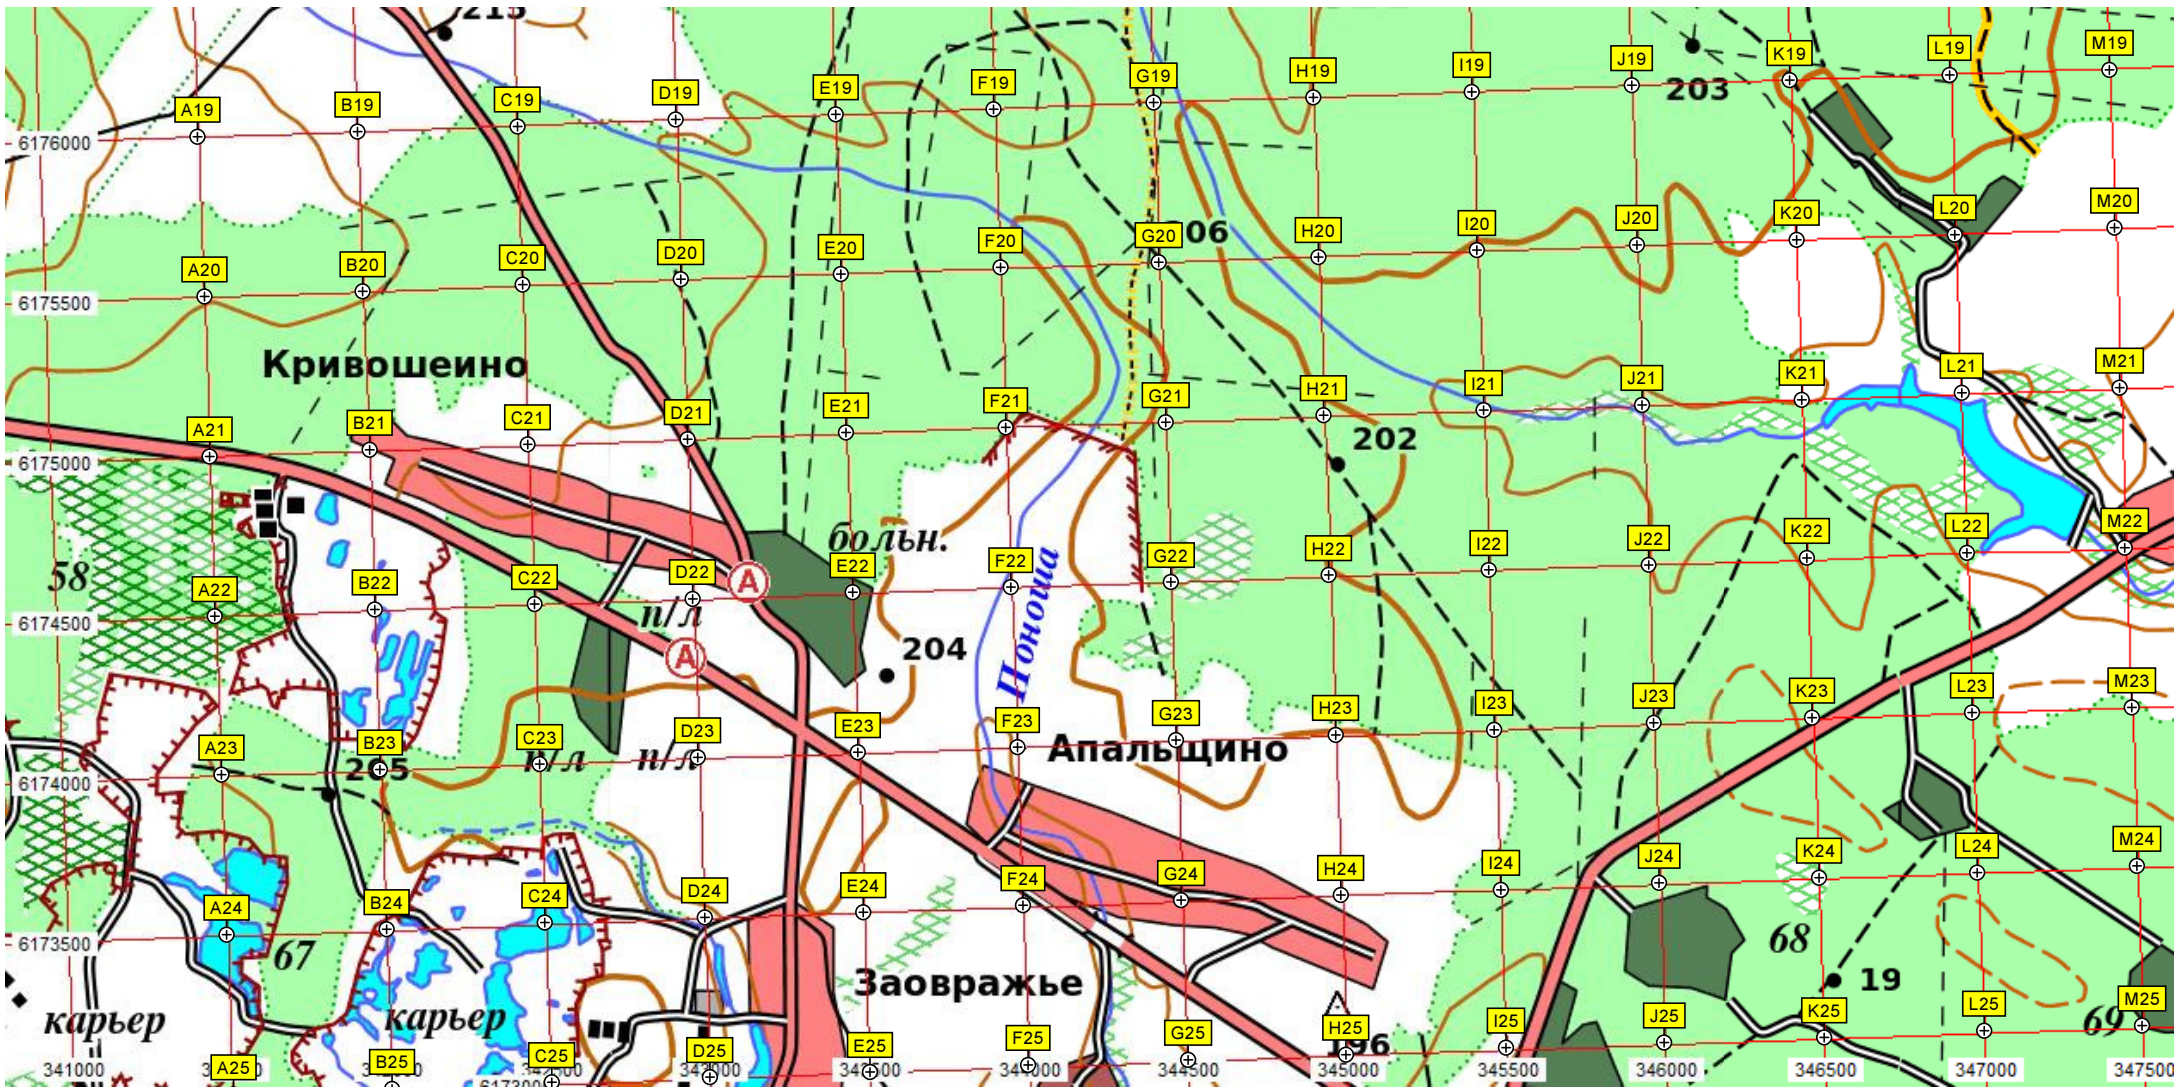 215
A19 B19 C19 D19 E19 F19 G19 H19 I19 J19 K19 L19 M19
203
6176000
A20 B20 C20 D20 E20 F20 G20 06 H20 I20 J20 K20 L20 M20
6175500
Кривошеино
A21 B21 C21 D21 E21 F21 G21 H21 I21 J21 K21 L21 M21
202
6175000
больн.
58
A22 B22 C22 D22 A E22 F22 G22 H22 I22 J22 K22 L22 M22
6174500
п/л
A
204
Поноша
A23 B23 C23 D23 E23 F23 G23 H23 I23 J23 K23 L23 M23
Апальщино
205
п/л
п/л
6174000
A24 B24 C24 D24 E24 F24 G24 H24 I24 J24 K24 L24 M24
6173500
67
68
Заовражье
19
карьер
карьер
69
196
A25 B25 C25 D25 E25 F25 G25 H25 I25 J25 K25 L25 M25
341000 344500 345000 345500 346000 346500 347000 347500